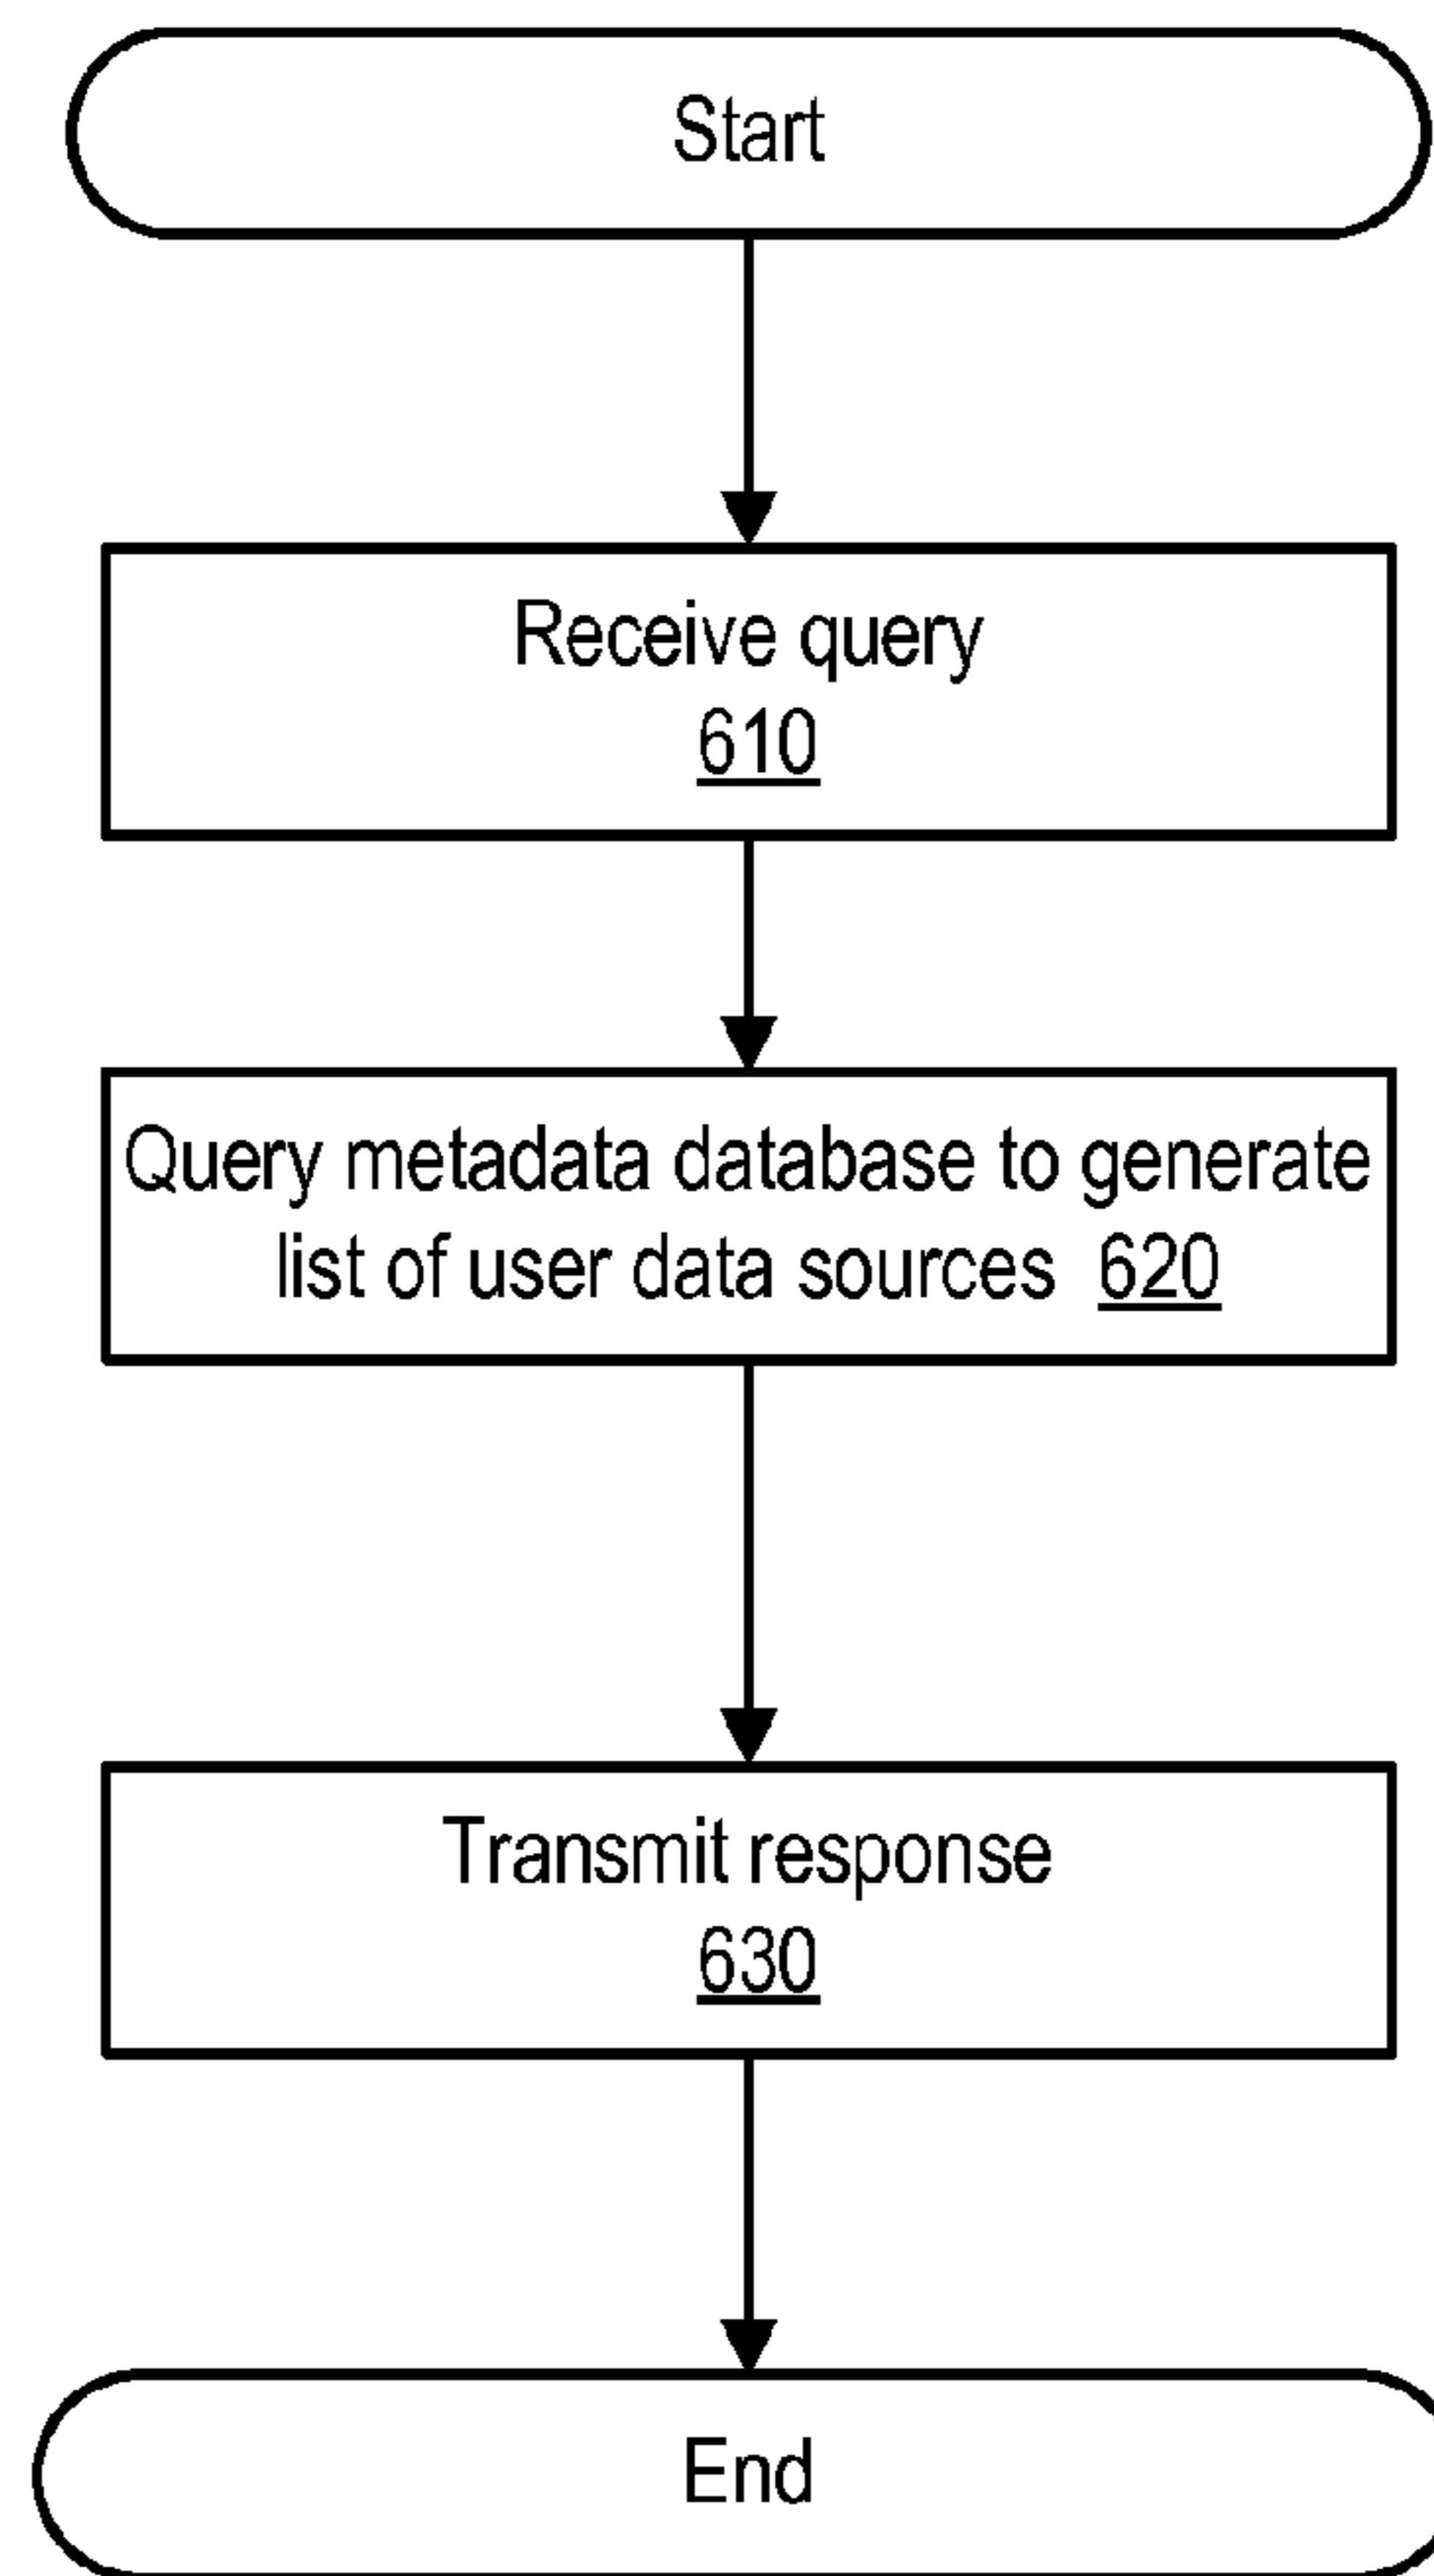 Start
Receive query
610
Query metadata database to generate
list of user data sources 620
Transmit response
630
End